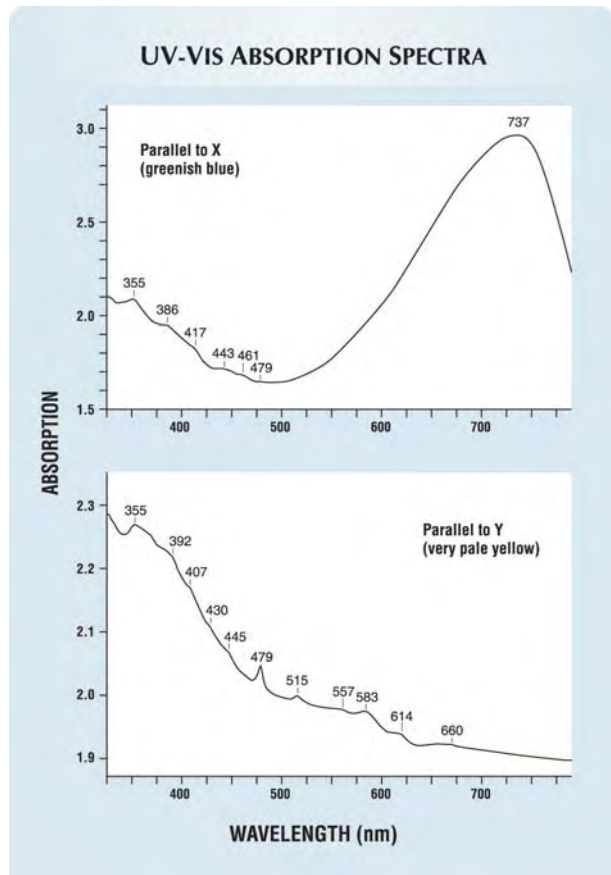 UV-VIS ABSORPTION SPECTRA
737
3.0
Parallel to X
(greenish blue)
2.5
355
386
2.0
417
443 461
479
1.5
400 500 600 700
ABSORPTION
2.3
355
Parallel to Y
(very pale yellow)
392
2.2
407
430
2.1
445
479
515
2.0
557 583
614
660
1.9
400 500 600 700
WAVELENGTH (nm)